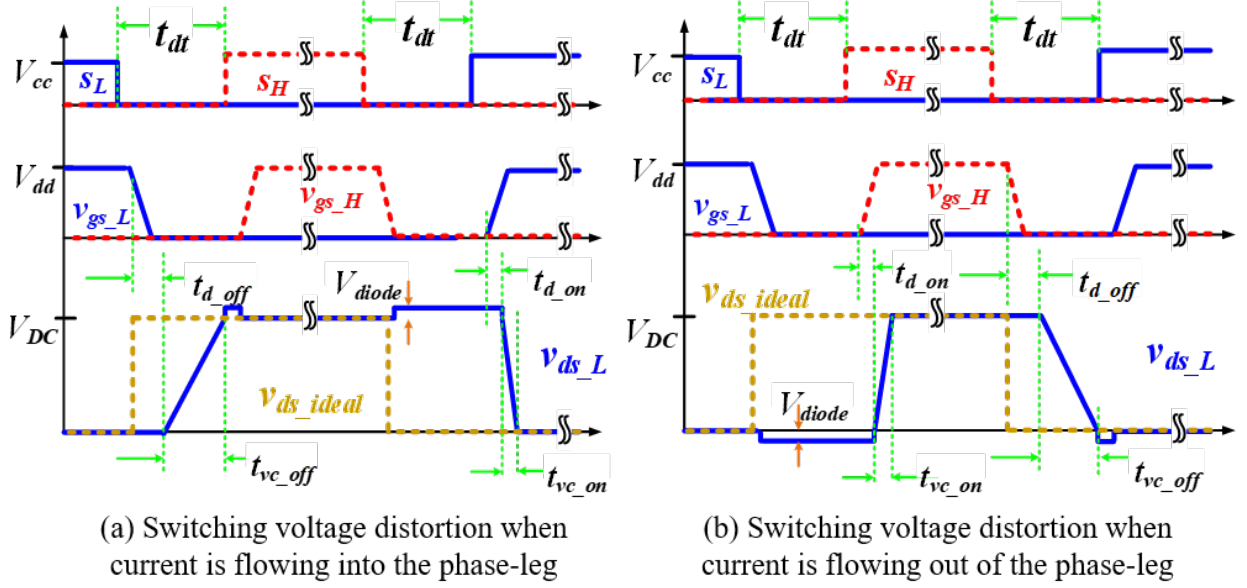 t_dt t_dt
V_cc s_L s_H
V_dd
v_gs_L v_gs_H
t_d_off V_diode t_d_on
V_DC
v_ds_ideal v_ds_L
t_vc_off t_vc_on
(a) Switching voltage distortion when
current is flowing into the phase-leg
t_dt t_dt
V_cc s_L s_H
V_dd
v_gs_L v_gs_H
t_d_on t_d_off
v_ds_ideal
V_DC
V_diode v_ds_L
t_vc_on t_vc_off
(b) Switching voltage distortion when
current is flowing out of the phase-leg